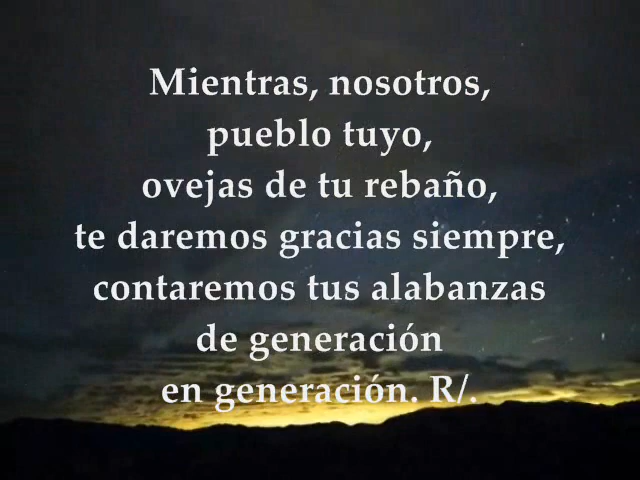 Mientras, nosotros,
pueblo tuyo,
ovejas de tu rebaño,
te daremos gracias siempre,
contaremos tus alabanzas
de generación
en generación. R/.